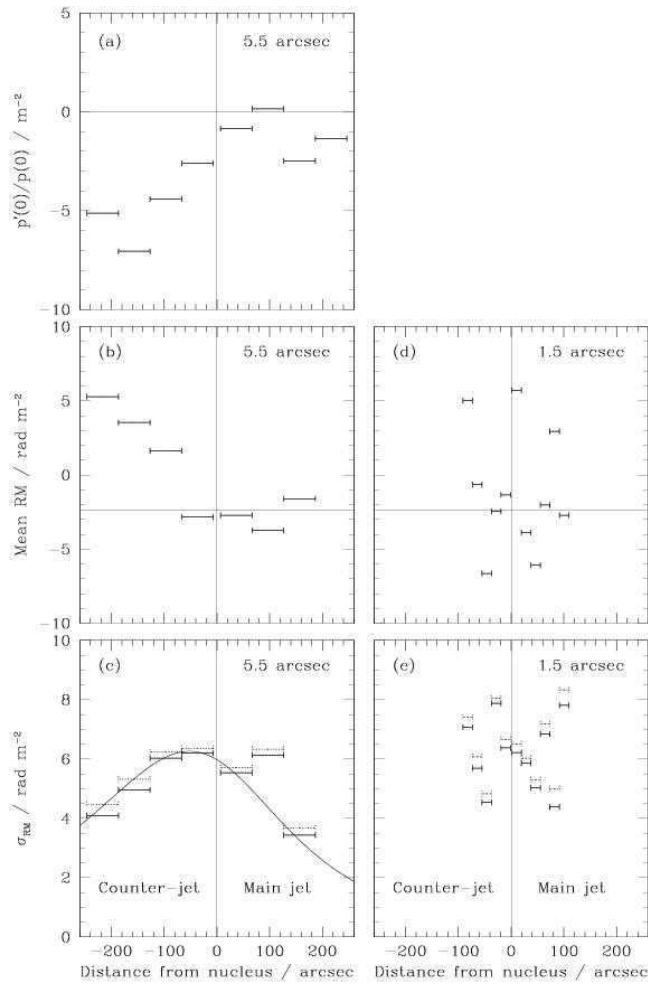 (a) 5.5 arcsec
5
0
−5
−10
p'(0)/p(0) / m⁻²
(b) 5.5 arcsec
10
5
0
−5
−10
Mean RM / rad m⁻²
(d) 1.5 arcsec
(c) 5.5 arcsec
10
8
6
4
2
0
σRM / rad m⁻²
Counter−jet Main jet
−200 −100 0 100 200
Distance from nucleus / arcsec
(e) 1.5 arcsec
Counter−jet Main jet
−200 −100 0 100 200
Distance from nucleus / arcsec